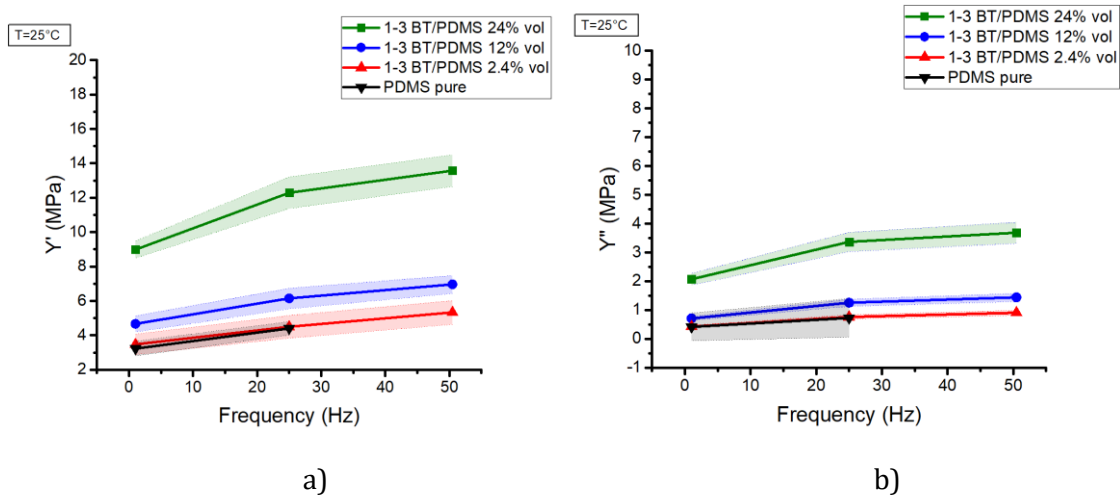 T=25°C
1-3 BT/PDMS 24% vol
1-3 BT/PDMS 12% vol
1-3 BT/PDMS 2.4% vol
PDMS pure
20
18
16
14
12
10
8
6
4
2
Y' (MPa)
0 10 20 30 40 50
Frequency (Hz)
a)
T=25°C
1-3 BT/PDMS 24% vol
1-3 BT/PDMS 12% vol
1-3 BT/PDMS 2.4% vol
PDMS pure
10
9
8
7
6
5
4
3
2
1
0
-1
Y" (MPa)
0 10 20 30 40 50
Frequency (Hz)
b)